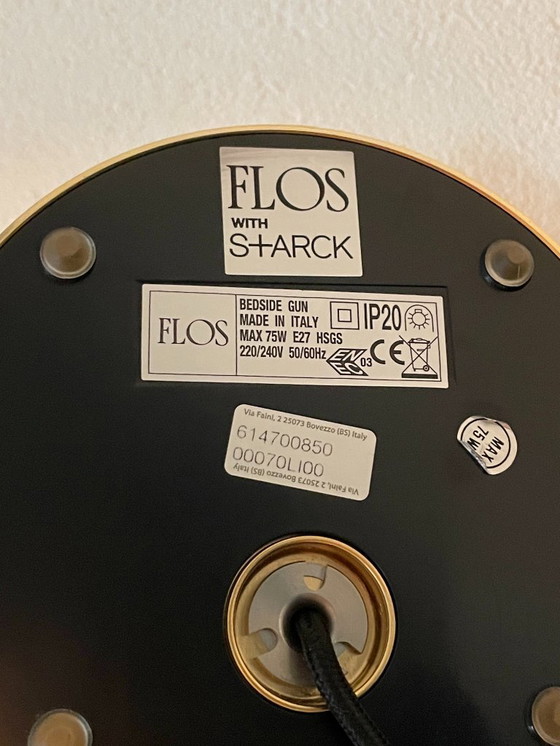 FLOS
WITH
S+ARCK
FLOS
BEDSIDE GUN
MADE IN ITALY
MAX 75W E27 HSGS
220/240V 50/60Hz
IP20
ENEC 03 CE
Via Faini, 2 25073 Bovezzo (BS) Italy
614700850
00070LI00
Via Faini, 2 25073 Bovezzo (BS) Italy
MAX
75W